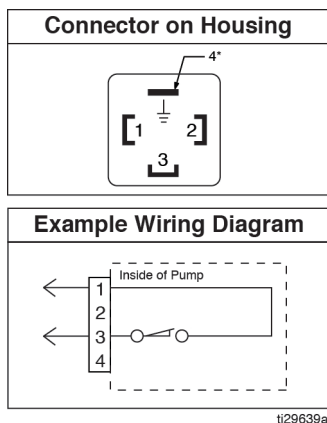 Connector on Housing
4*
1 2
3
Example Wiring Diagram
Inside of Pump
1
2
3
4
ti29639a